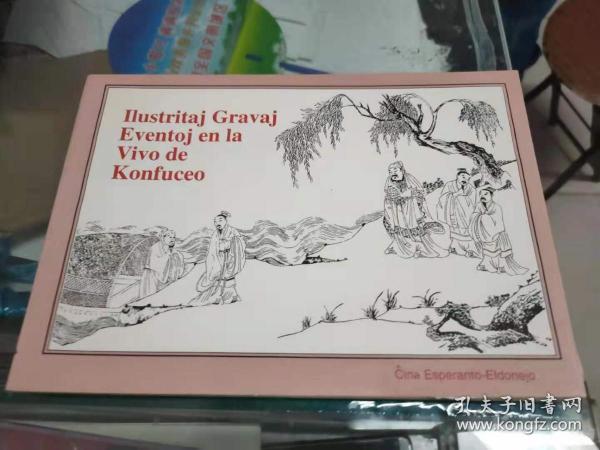 Ilustritaj Gravaj
Eventoj en la
Vivo de
Konfuceo
Ĉina Esperanto-Eldonejo
孔夫子旧书网
www.kongfz.com